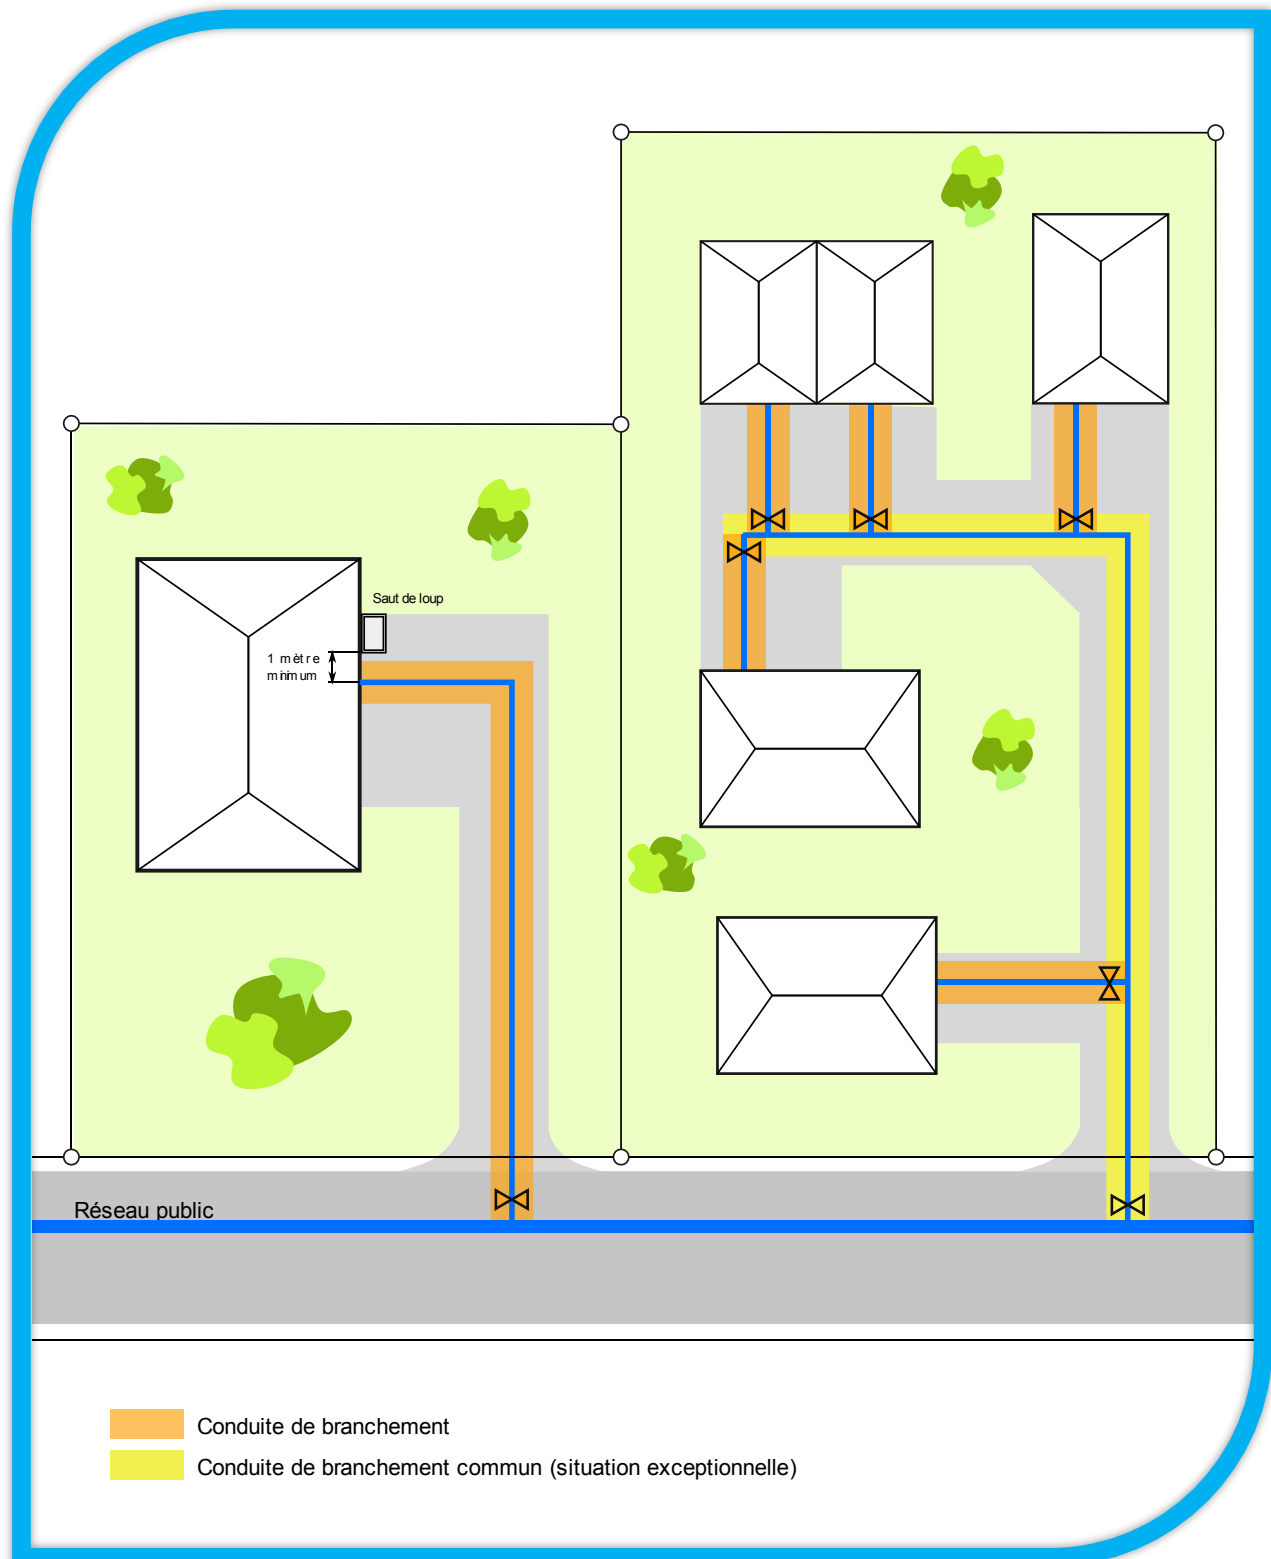 Saut de loup
1 mètre
minimum
Réseau public
Conduite de branchement
Conduite de branchement commun (situation exceptionnelle)